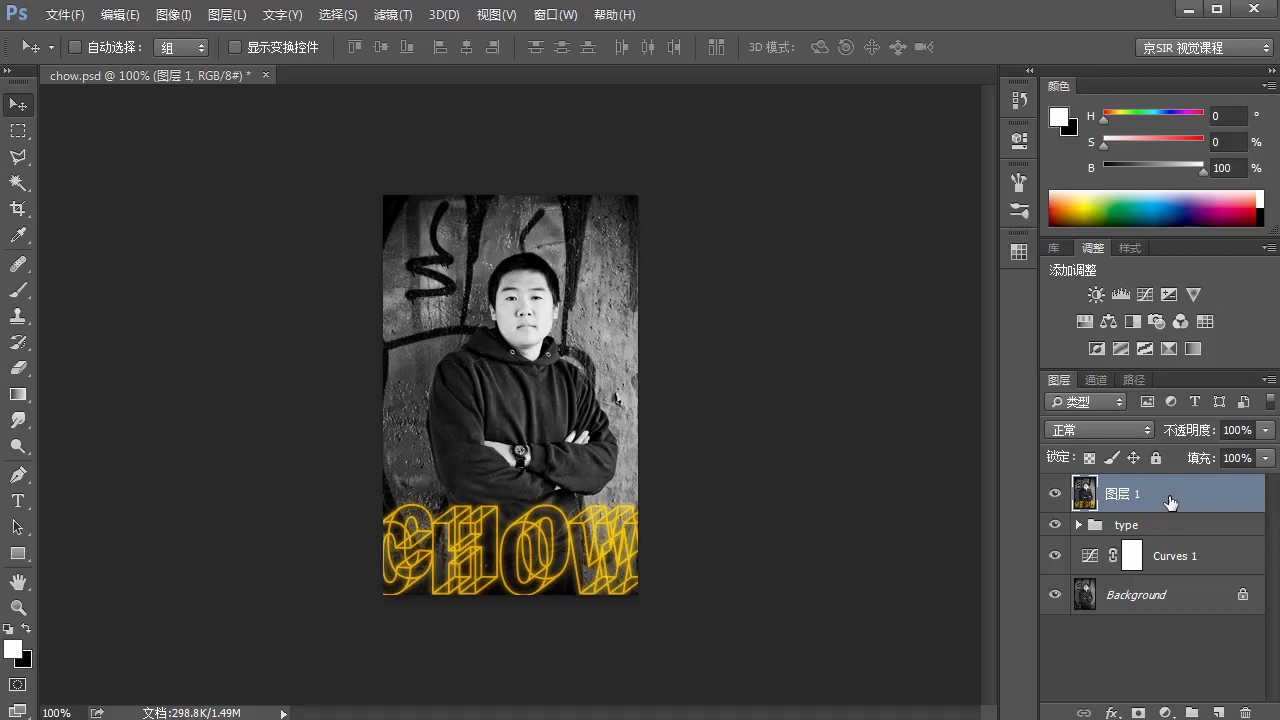 Ps 文件(F) 编辑(E) 图像(I) 图层(L) 文字(Y) 选择(S) 滤镜(T) 3D(D) 视图(V) 窗口(W) 帮助(H)
自动选择: 组 显示变换控件 3D 模式: 京SIR 视觉课程
chow.psd @ 100% (图层 1, RGB/8#) * ×
颜色
H 0 °
S 0 %
B 100 %
库 调整 样式
添加调整
图层 通道 路径
类型
正常 不透明度: 100%
锁定: 填充: 100%
图层 1
type
Curves 1
Background
CHOW
100% 文档:298.8K/1.49M